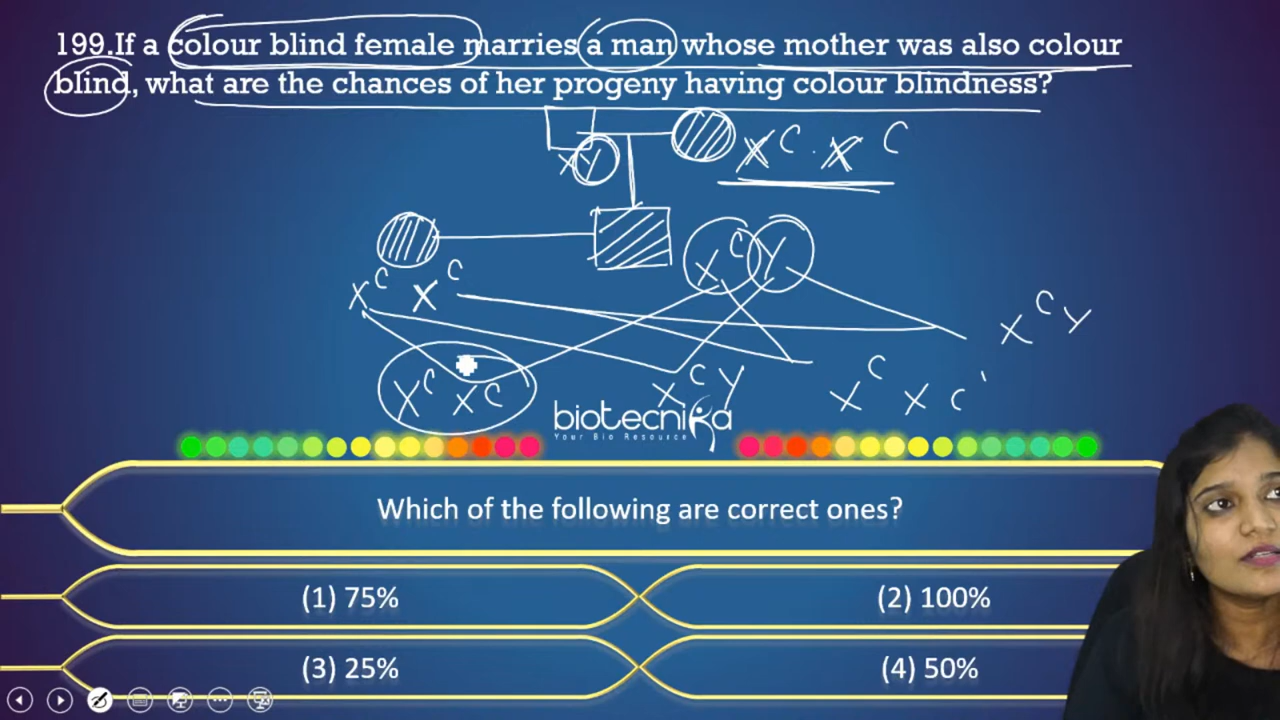 199.If a colour blind female marries a man whose mother was also colour
blind, what are the chances of her progeny having colour blindness?
X Y
X^C . X^C
X^C Y
X^C X^C
X^C Y
X^C X^C
X^C Y
X^C X^C
biotecnika
Your Bio Resource
Which of the following are correct ones?
(1) 75%
(2) 100%
(3) 25%
(4) 50%